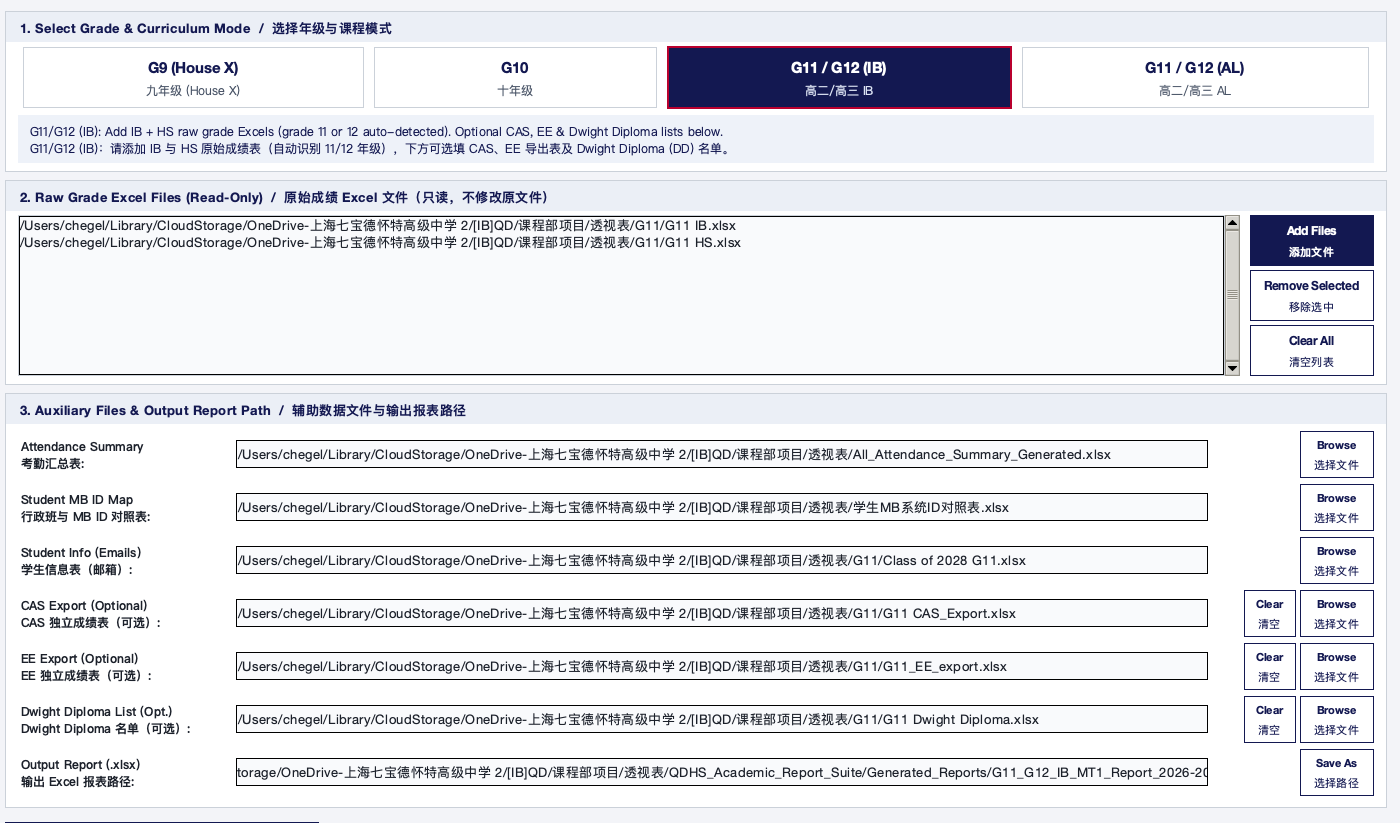 1. Select Grade & Curriculum Mode / 选择年级与课程模式
G9 (House X)
九年级 (House X)
G10
十年级
G11 / G12 (IB)
高二/高三 IB
G11 / G12 (AL)
高二/高三 AL
G11/G12 (IB): Add IB + HS raw grade Excels (grade 11 or 12 auto-detected). Optional CAS, EE & Dwight Diploma lists below.
G11/G12 (IB)：请添加 IB 与 HS 原始成绩表（自动识别 11/12 年级），下方可选填 CAS、EE 导出表及 Dwight Diploma (DD) 名单。
2. Raw Grade Excel Files (Read-Only) / 原始成绩 Excel 文件（只读，不修改原文件）
/Users/chegel/Library/CloudStorage/OneDrive-上海七宝德怀特高级中学 2/[IB]QD/课程部项目/透视表/G11/G11 IB.xlsx
/Users/chegel/Library/CloudStorage/OneDrive-上海七宝德怀特高级中学 2/[IB]QD/课程部项目/透视表/G11/G11 HS.xlsx
Add Files
添加文件
Remove Selected
移除选中
Clear All
清空列表
3. Auxiliary Files & Output Report Path / 辅助数据文件与输出报表路径
Attendance Summary
考勤汇总表:
/Users/chegel/Library/CloudStorage/OneDrive-上海七宝德怀特高级中学 2/[IB]QD/课程部项目/透视表/All_Attendance_Summary_Generated.xlsx
Browse
选择文件
Student MB ID Map
行政班与 MB ID 对照表:
/Users/chegel/Library/CloudStorage/OneDrive-上海七宝德怀特高级中学 2/[IB]QD/课程部项目/透视表/学生MB系统ID对照表.xlsx
Browse
选择文件
Student Info (Emails)
学生信息表（邮箱）:
/Users/chegel/Library/CloudStorage/OneDrive-上海七宝德怀特高级中学 2/[IB]QD/课程部项目/透视表/G11/Class of 2028 G11.xlsx
Browse
选择文件
CAS Export (Optional)
CAS 独立成绩表（可选）:
/Users/chegel/Library/CloudStorage/OneDrive-上海七宝德怀特高级中学 2/[IB]QD/课程部项目/透视表/G11/G11 CAS_Export.xlsx
Clear
清空
Browse
选择文件
EE Export (Optional)
EE 独立成绩表（可选）:
/Users/chegel/Library/CloudStorage/OneDrive-上海七宝德怀特高级中学 2/[IB]QD/课程部项目/透视表/G11/G11_EE_export.xlsx
Clear
清空
Browse
选择文件
Dwight Diploma List (Opt.)
Dwight Diploma 名单（可选）:
/Users/chegel/Library/CloudStorage/OneDrive-上海七宝德怀特高级中学 2/[IB]QD/课程部项目/透视表/G11/G11 Dwight Diploma.xlsx
Clear
清空
Browse
选择文件
Output Report (.xlsx)
输出 Excel 报表路径:
torage/OneDrive-上海七宝德怀特高级中学 2/[IB]QD/课程部项目/透视表/QDHS_Academic_Report_Suite/Generated_Reports/G11_G12_IB_MT1_Report_2026-20
Save As
选择路径